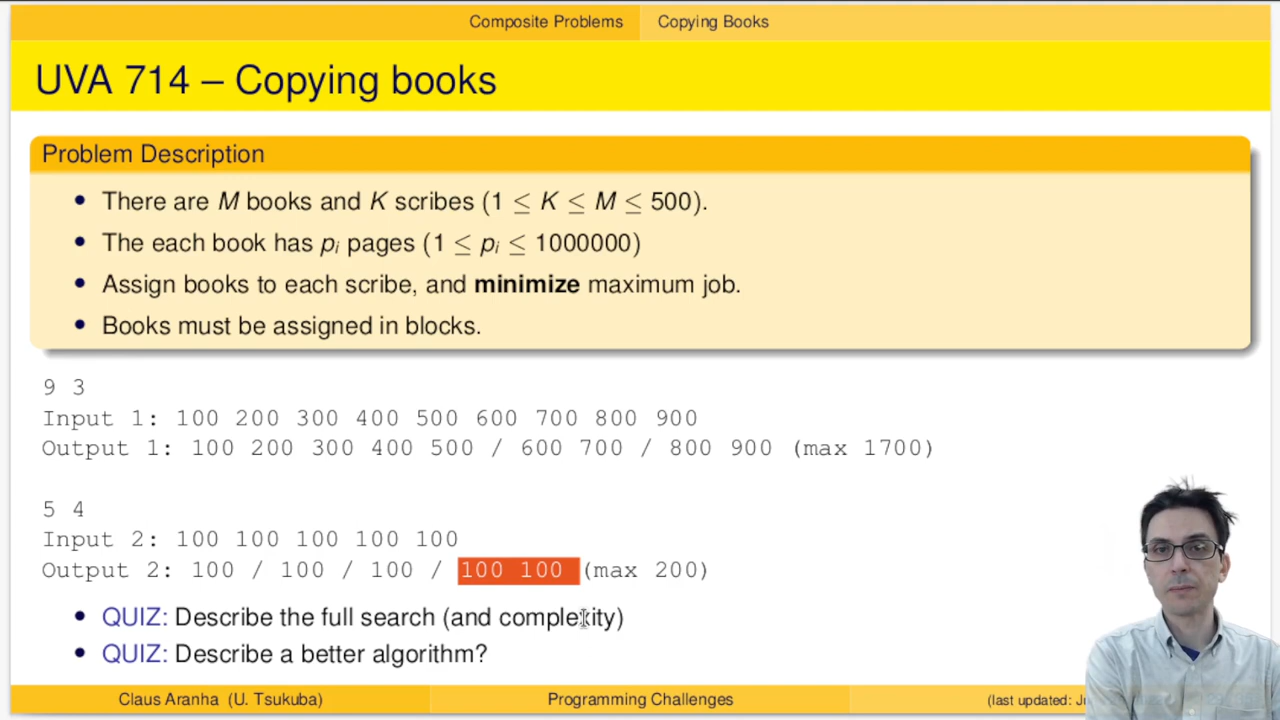 Composite Problems Copying Books
UVA 714 – Copying books
Problem Description
• There are M books and K scribes (1 ≤ K ≤ M ≤ 500).
• The each book has pᵢ pages (1 ≤ pᵢ ≤ 1000000)
• Assign books to each scribe, and minimize maximum job.
• Books must be assigned in blocks.
9 3
Input 1: 100 200 300 400 500 600 700 800 900
Output 1: 100 200 300 400 500 / 600 700 / 800 900 (max 1700)
5 4
Input 2: 100 100 100 100 100
Output 2: 100 / 100 / 100 / 100 100 (max 200)
• QUIZ: Describe the full search (and complexity)
• QUIZ: Describe a better algorithm?
Claus Aranha (U. Tsukuba) Programming Challenges (last updated: